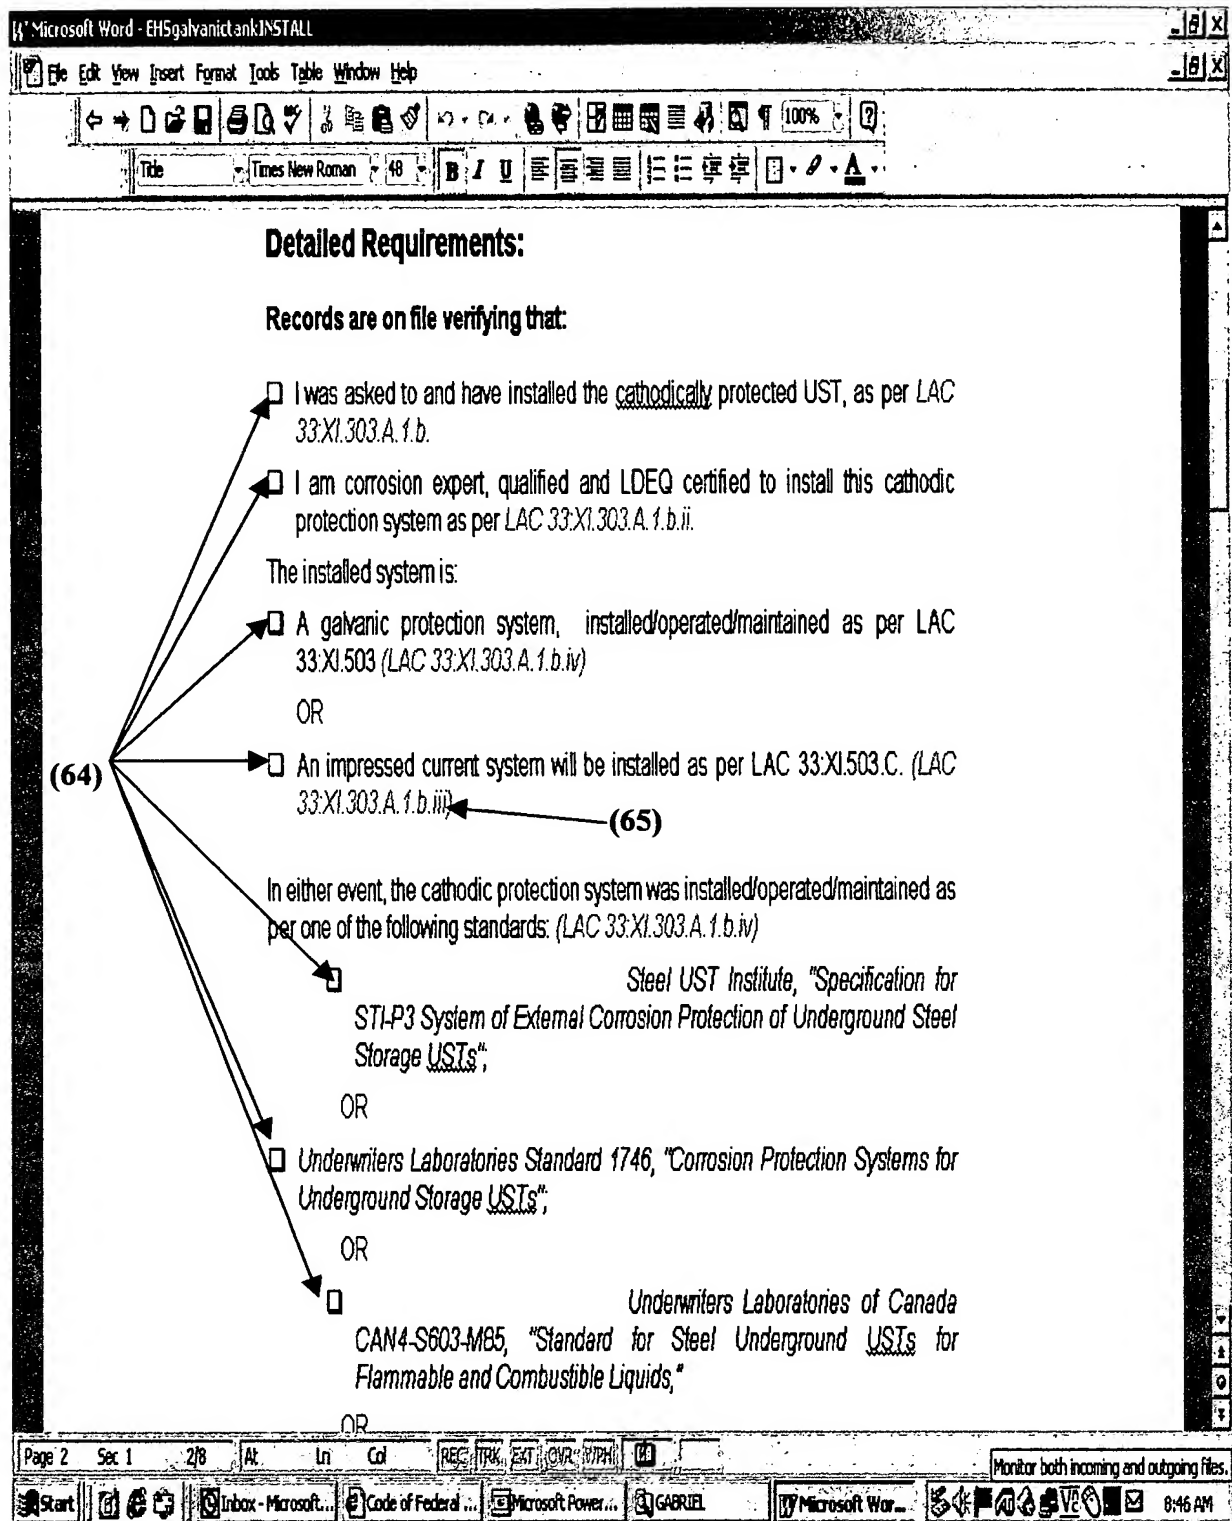 Microsoft Word - EHSgalvanictankINSTALL
File Edit View Insert Format Tools Table Window Help
100%
Title Times New Roman 48 B I U A
Detailed Requirements:
Records are on file verifying that:
I was asked to and have installed the cathodically protected UST, as per LAC
33:XI.303.A.1.b.
I am corrosion expert, qualified and LDEQ certified to install this cathodic
protection system as per LAC 33:XI.303.A.1.b.ii.
The installed system is:
A galvanic protection system, installed/operated/maintained as per LAC
33:XI.503 (LAC 33:XI.303.A.1.b.iv)
OR
(64)
An impressed current system will be installed as per LAC 33:XI.503.C. (LAC
33:XI.303.A.1.b.iii)
(65)
In either event, the cathodic protection system was installed/operated/maintained as
per one of the following standards: (LAC 33:XI.303.A.1.b.iv)
Steel UST Institute, "Specification for
STI-P3 System of External Corrosion Protection of Underground Steel
Storage USTs";
OR
Underwriters Laboratories Standard 1746, "Corrosion Protection Systems for
Underground Storage USTs";
OR
Underwriters Laboratories of Canada
CAN4-S603-M85, "Standard for Steel Underground USTs for
Flammable and Combustible Liquids,"
OR
Page 2 Sec 1 2/8 At Ln Col REC TRK EXT OVR WPH
Monitor both incoming and outgoing files.
Start Inbox - Microsoft... Code of Federal ... Microsoft Power... GABRIEL Microsoft Wor... 8:46 AM